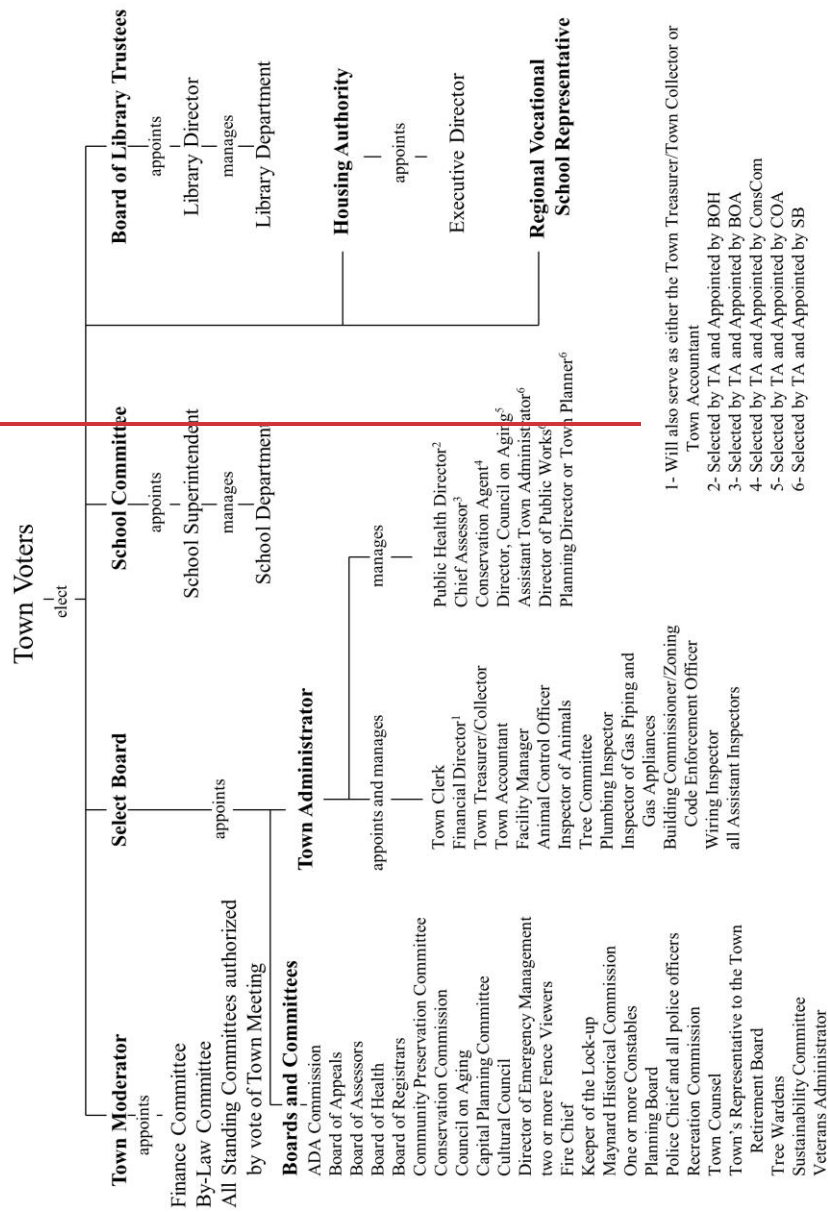 Town Voters
elect
Town Moderator
appoints
Finance Committee
By-Law Committee
All Standing Committees authorized
by vote of Town Meeting
Select Board
appoints
Boards and Committees
ADA Commission
Board of Appeals
Board of Assessors
Board of Health
Board of Registrars
Community Preservation Committee
Conservation Commission
Council on Aging
Capital Planning Committee
Cultural Council
Director of Emergency Management
two or more Fence Viewers
Fire Chief
Keeper of the Lock-up
Maynard Historical Commission
One or more Constables
Planning Board
Police Chief and all police officers
Recreation Commission
Town Counsel
Town's Representative to the Town
Retirement Board
Tree Wardens
Sustainability Committee
Veterans Administrator
Town Administrator
appoints and manages
Town Clerk
Financial Director¹
Town Treasurer/Collector
Town Accountant
Facility Manager
Animal Control Officer
Inspector of Animals
Tree Committee
Plumbing Inspector
Inspector of Gas Piping and
Gas Appliances
Building Commissioner/Zoning
Code Enforcement Officer
Wiring Inspector
all Assistant Inspectors
manages
Public Health Director²
Chief Assessor³
Conservation Agent⁴
Director, Council on Aging⁵
Assistant Town Administrator⁶
Director of Public Works⁶
Planning Director or Town Planner⁶
School Committee
appoints
School Superintendent
manages
School Department
Board of Library Trustees
appoints
Library Director
manages
Library Department
Housing Authority
appoints
Executive Director
Regional Vocational
School Representative
1- Will also serve as either the Town Treasurer/Town Collector or
Town Accountant
2- Selected by TA and Appointed by BOH
3- Selected by TA and Appointed by BOA
4- Selected by TA and Appointed by ConsCom
5- Selected by TA and Appointed by COA
6- Selected by TA and Appointed by SB